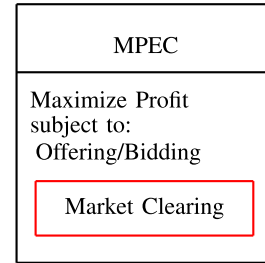 MPEC
Maximize Profit
subject to:
Offering/Bidding
Market Clearing